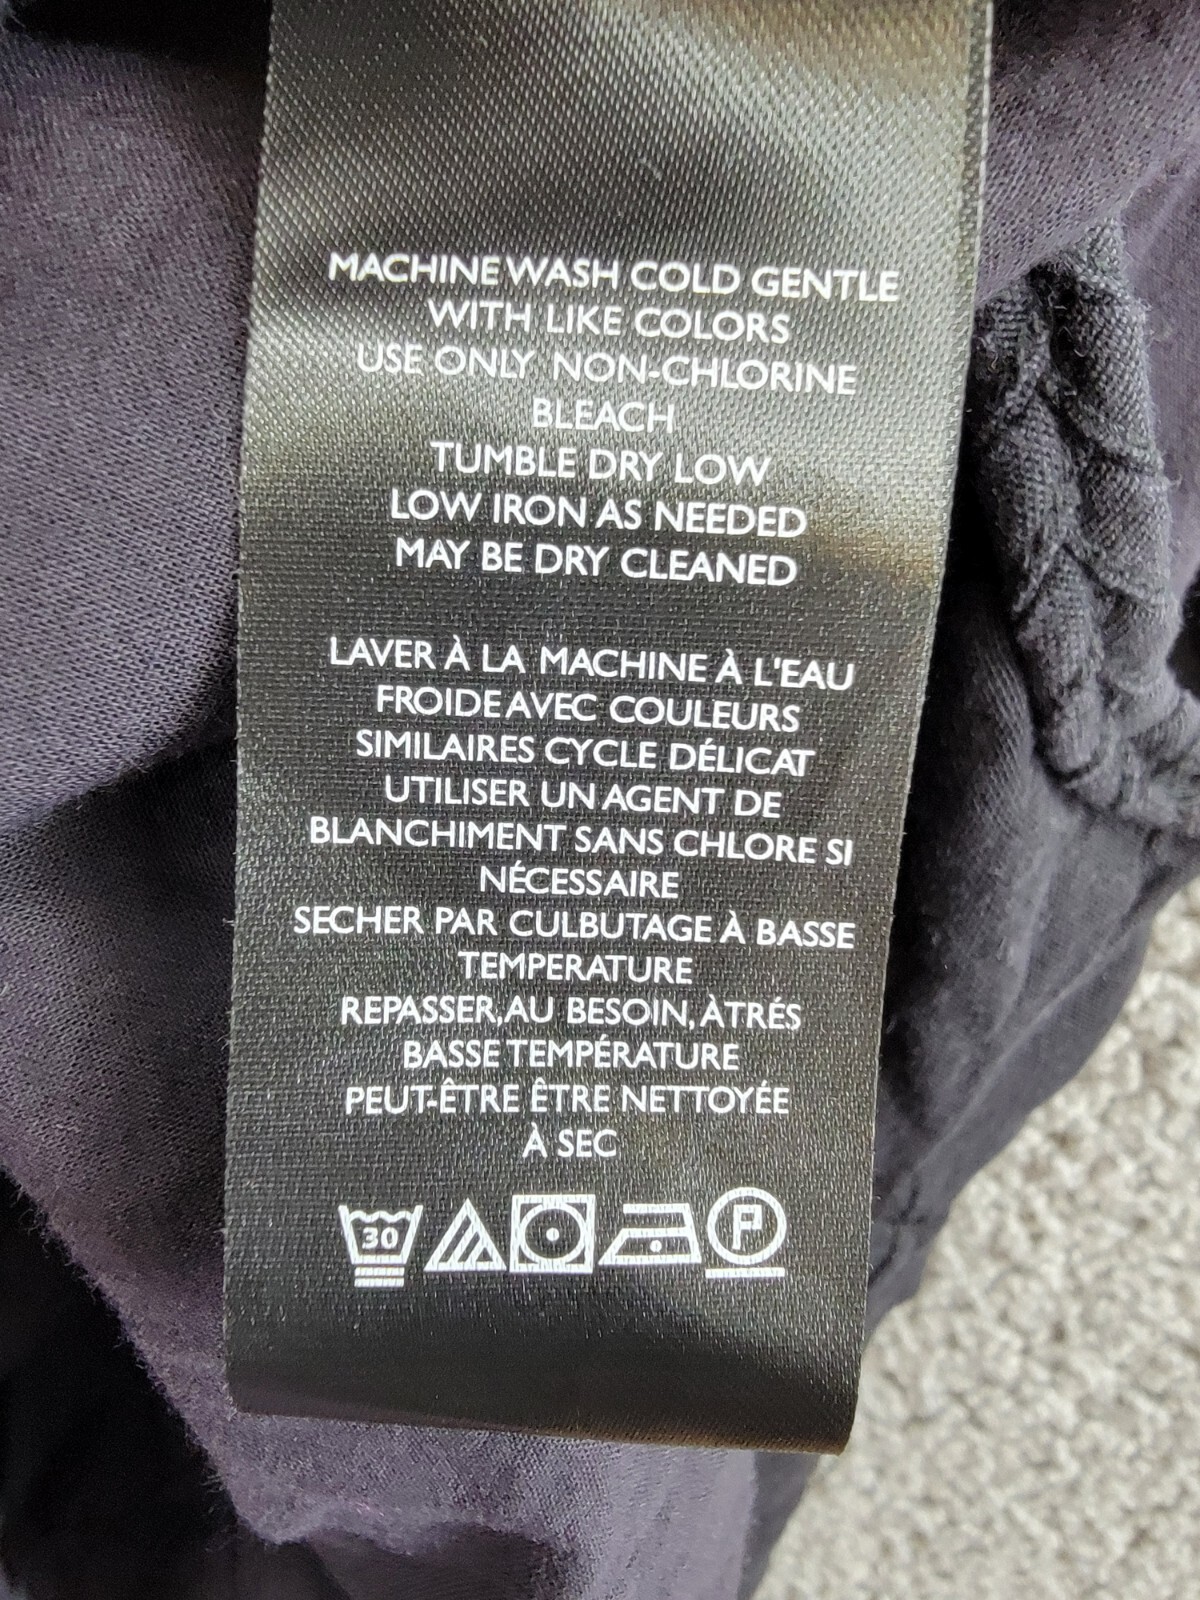 MACHINE WASH COLD GENTLE
WITH LIKE COLORS
USE ONLY NON-CHLORINE
BLEACH
TUMBLE DRY LOW
LOW IRON AS NEEDED
MAY BE DRY CLEANED
LAVER À LA MACHINE À L'EAU
FROIDE AVEC COULEURS
SIMILAIRES CYCLE DÉLICAT
UTILISER UN AGENT DE
BLANCHIMENT SANS CHLORE SI
NÉCESSAIRE
SECHER PAR CULBUTAGE À BASSE
TEMPERATURE
REPASSER, AU BESOIN, À TRÉS
BASSE TEMPÉRATURE
PEUT-ÊTRE ÊTRE NETTOYÉE
À SEC
30 P